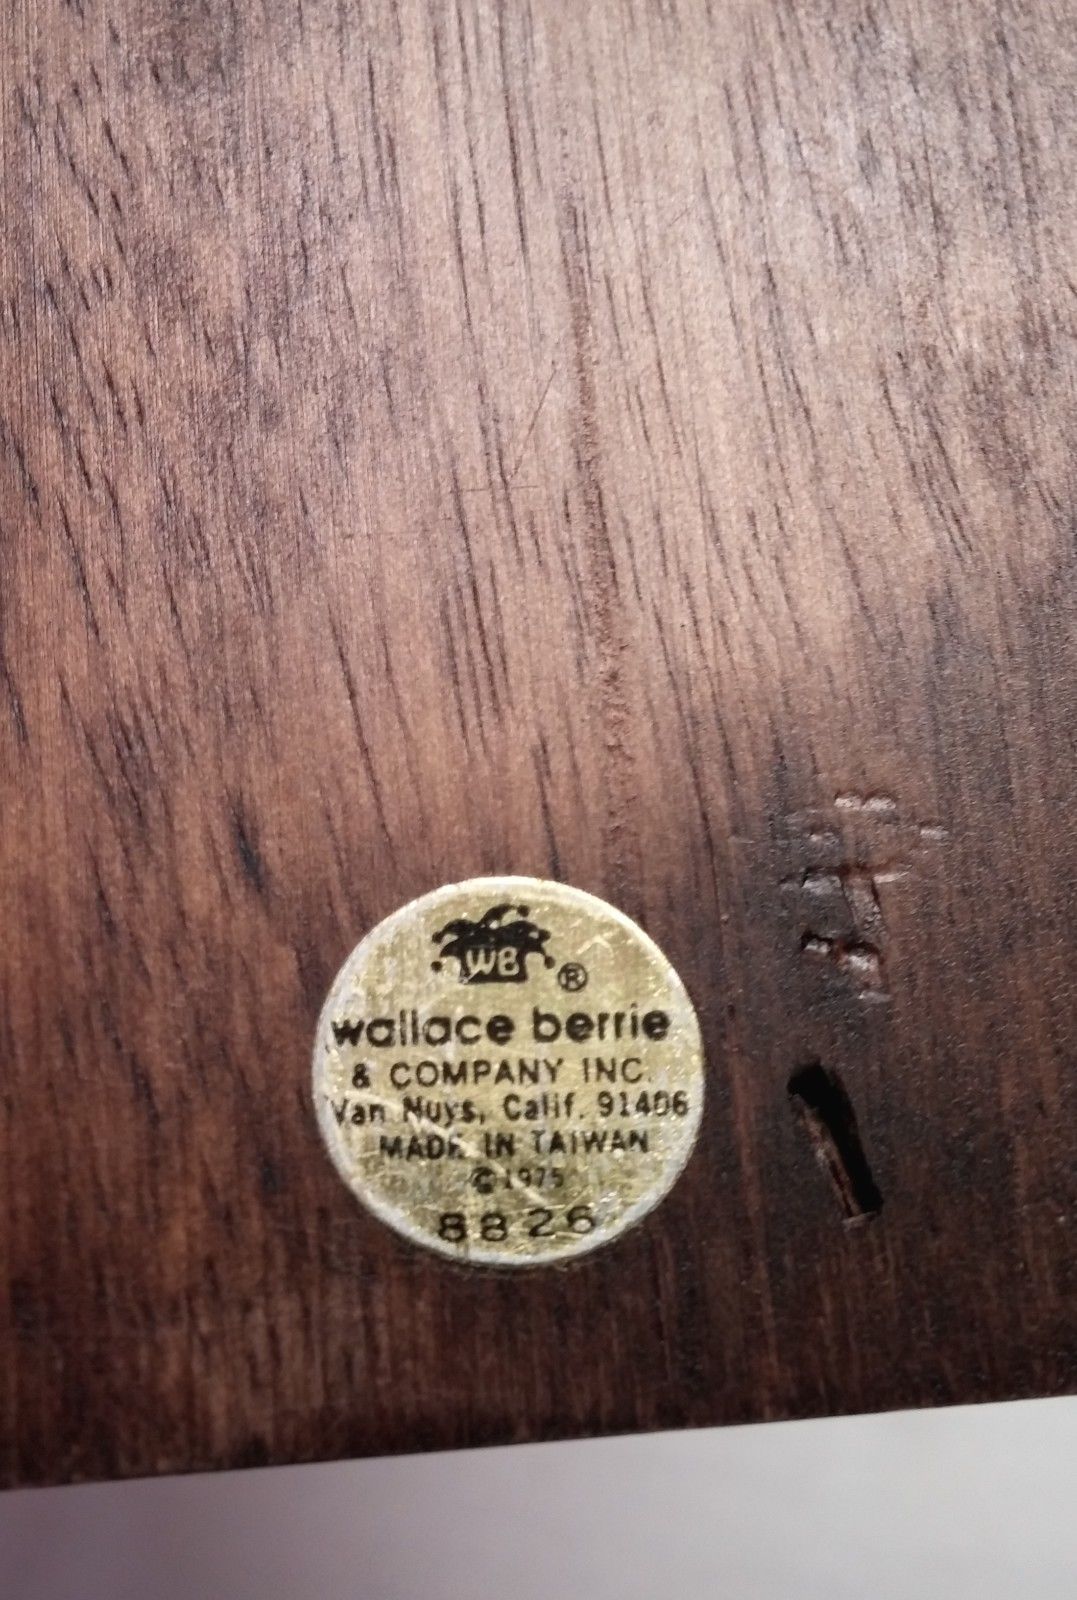 WB ®
wallace berrie
& COMPANY INC.
Van Nuys, Calif. 91406
MADE IN TAIWAN
© 1975
8826